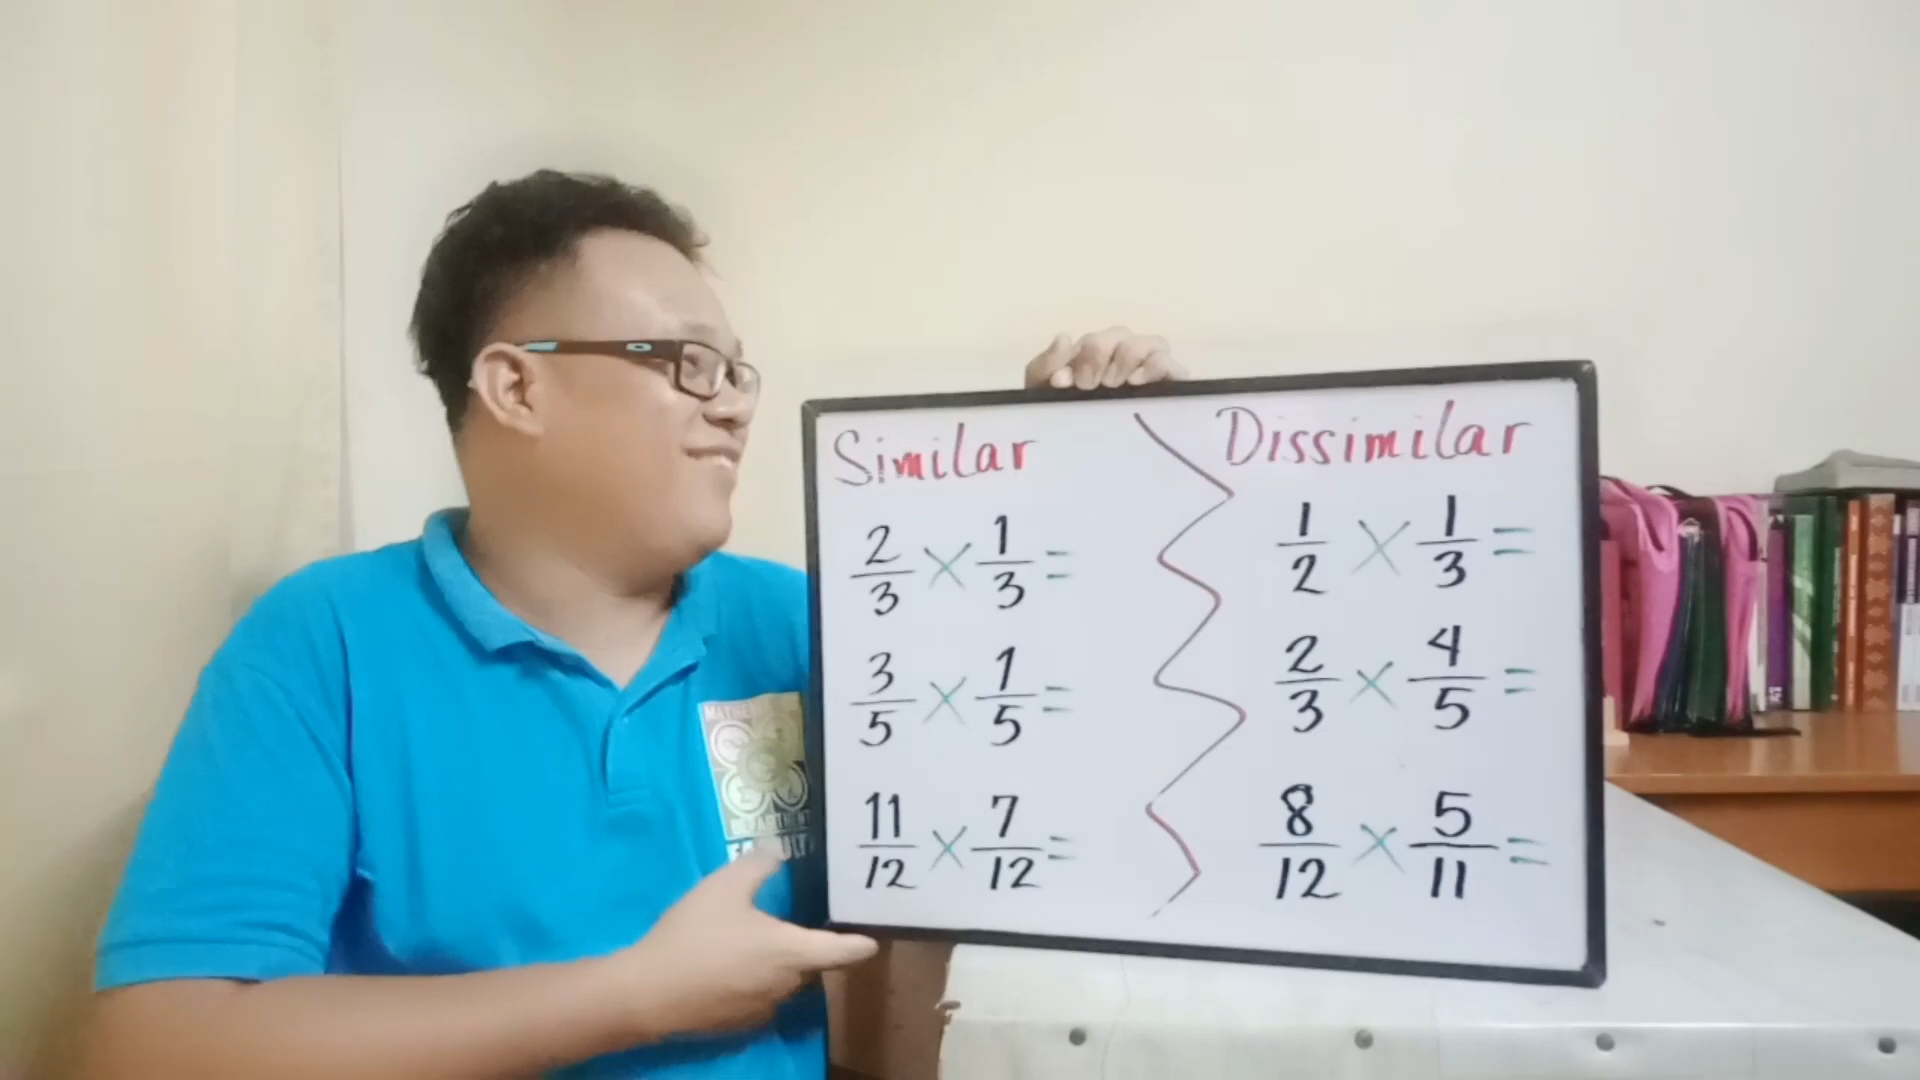 Similar
2/3 × 1/3 =
3/5 × 1/5 =
11/12 × 7/12 =
Dissimilar
1/2 × 1/3 =
2/3 × 4/5 =
8/12 × 5/11 =